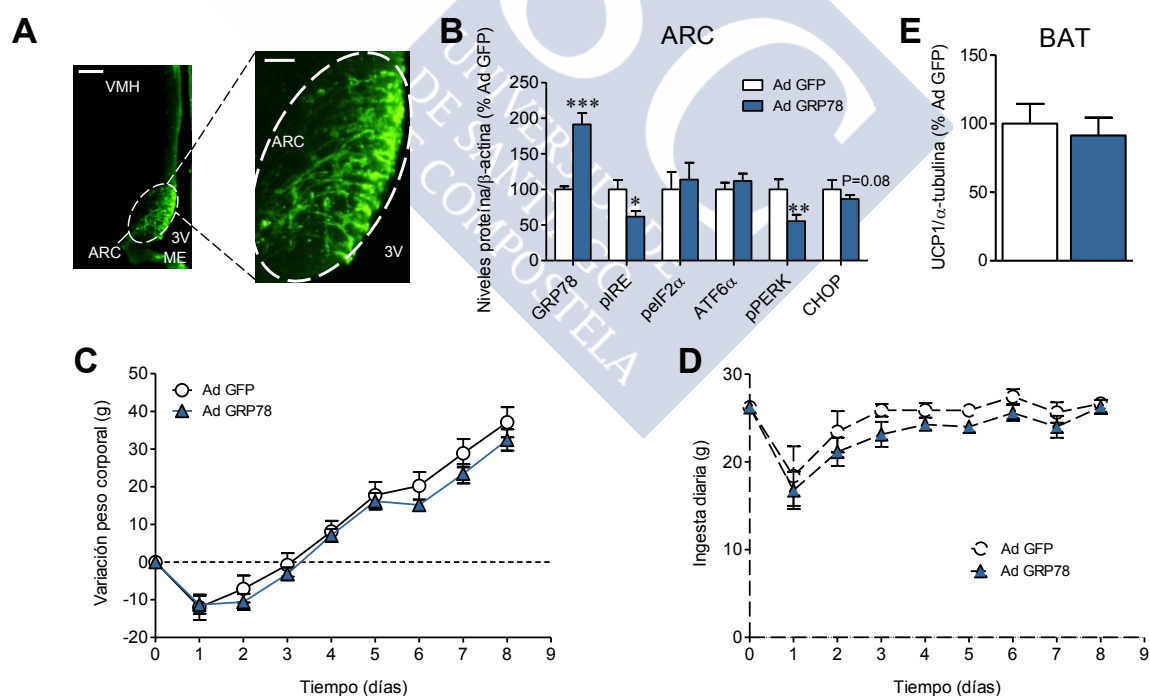 A
VMH
ARC
3V
ME
ARC
3V
B
ARC
Niveles proteína/β-actina (% Ad GFP)
250
200
150
100
50
0
Ad GFP
Ad GRP78
***
*
**
P=0.08
GRP78
pIRE
peIF2α
ATF6α
pPERK
CHOP
E
BAT
UCP1/α-tubulina (% Ad GFP)
150
100
50
0
C
Variación peso corporal (g)
50
40
30
20
10
0
-10
-20
Ad GFP
Ad GRP78
0 1 2 3 4 5 6 7 8 9
Tiempo (días)
D
Ingesta diaria (g)
30
20
10
0
Ad GFP
Ad GRP78
0 1 2 3 4 5 6 7 8 9
Tiempo (días)